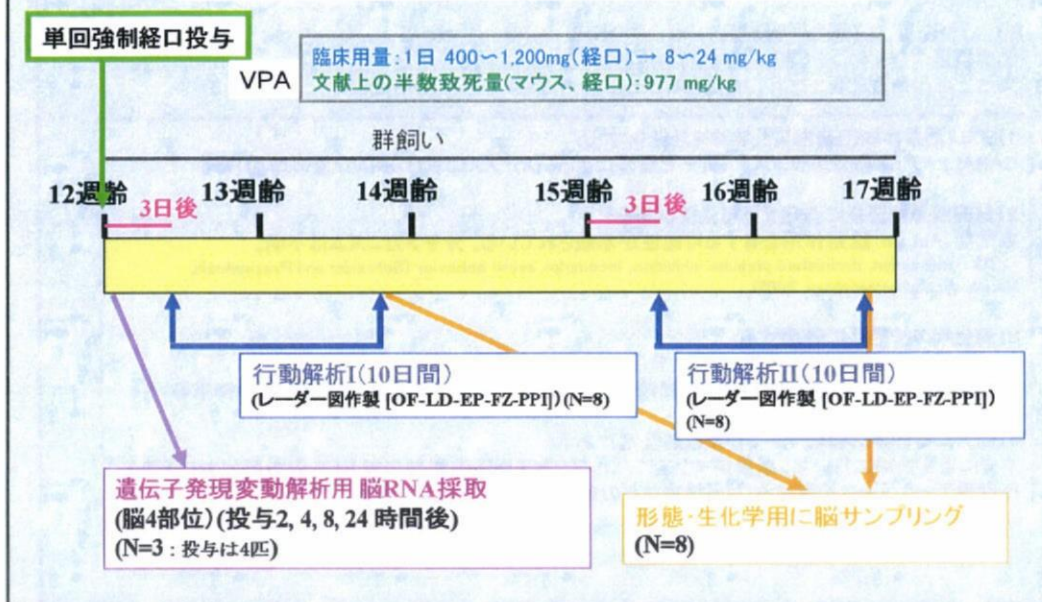 単回強制経口投与
VPA
臨床用量:1日 400～1,200mg(経口)→ 8～24 mg/kg
文献上の半数致死量(マウス、経口):977 mg/kg
群飼い
12週齢 13週齢 14週齢 15週齢 16週齢 17週齢
3日後 3日後
行動解析I(10日間)
(レーダー図作製 [OF-LD-EP-FZ-PPI])(N=8)
行動解析II(10日間)
(レーダー図作製 [OF-LD-EP-FZ-PPI])
(N=8)
遺伝子発現変動解析用 脳RNA採取
(脳4部位)(投与2, 4, 8, 24 時間後)
(N=3 : 投与は4匹)
形態・生化学用に脳サンプリング
(N=8)